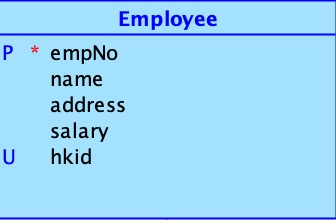 Employee
P * empNo
name
address
salary
U hkid